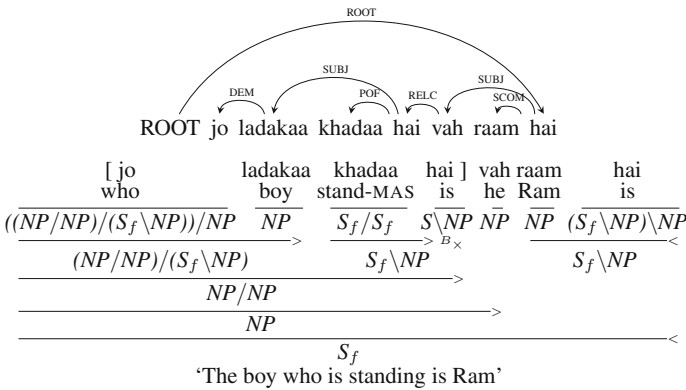 ROOT
SUBJ SUBJ
DEM POF RELC SCOM
ROOT jo ladakaa khadaa hai vah raam hai
[ jo ladakaa khadaa hai ] vah raam hai
who boy stand-MAS is he Ram is
((NP/NP)/(S_f\NP))/NP NP S_f/S_f S\NP NP NP (S_f\NP)\NP
> > B× <
(NP/NP)/(S_f\NP) S_f\NP S_f\NP
>
NP/NP
>
NP
<
S_f
‘The boy who is standing is Ram’